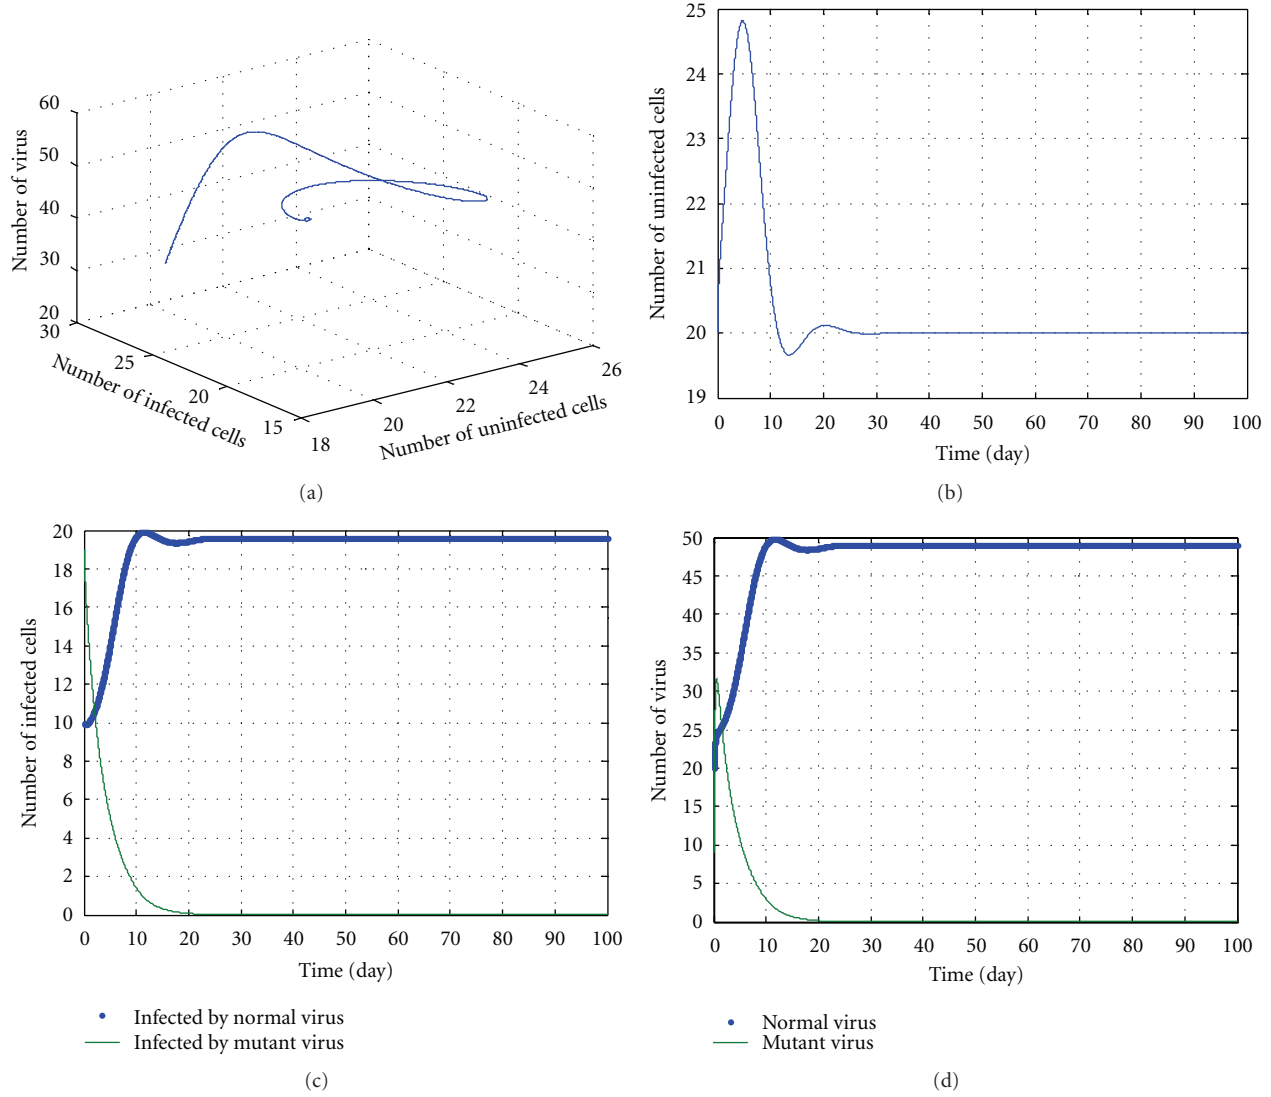 60
50
40
30
20
30
25
20
15
18
20
22
24
26
Number of virus
Number of infected cells
Number of uninfected cells
(a)
25
24
23
22
21
20
19
0 10 20 30 40 50 60 70 80 90 100
Number of uninfected cells
Time (day)
(b)
20
18
16
14
12
10
8
6
4
2
0
0 10 20 30 40 50 60 70 80 90 100
Number of infected cells
Time (day)
Infected by normal virus
Infected by mutant virus
(c)
50
45
40
35
30
25
20
15
10
5
0
0 10 20 30 40 50 60 70 80 90 100
Number of virus
Time (day)
Normal virus
Mutant virus
(d)